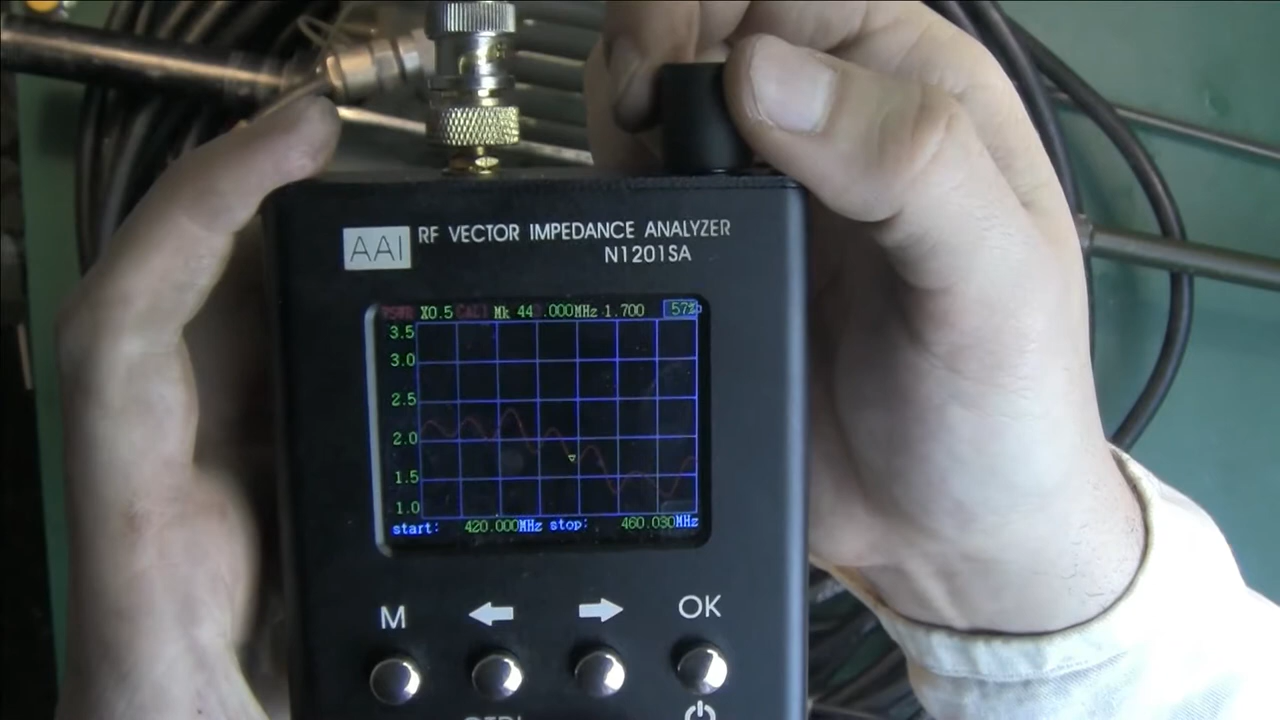 AAI RF VECTOR IMPEDANCE ANALYZER
N1201SA
X0.5 Mk 44 .000MHz 1.700 57%
3.5
3.0
2.5
2.0
1.5
1.0
start: 420.000MHz stop: 460.030MHz
M OK